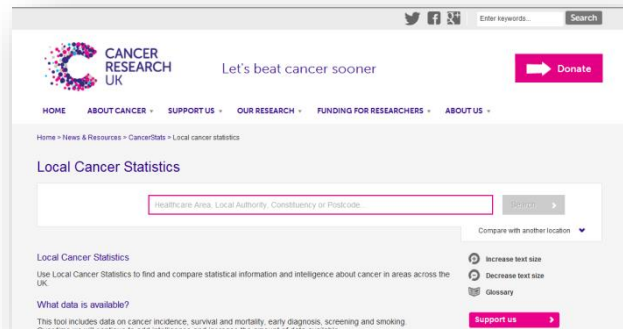 Enter keywords...
Search
CANCER
RESEARCH
UK
Let's beat cancer sooner
Donate
HOME ABOUT CANCER SUPPORT US OUR RESEARCH FUNDING FOR RESEARCHERS ABOUT US
Home > News & Resources > CancerStats > Local cancer statistics
Local Cancer Statistics
Healthcare Area, Local Authority, Constituency or Postcode.
Search
Compare with another location
Local Cancer Statistics
Use Local Cancer Statistics to find and compare statistical information and intelligence about cancer in areas across the
UK.
Increase text size
Decrease text size
Glossary
What data is available?
This tool includes data on cancer incidence, survival and mortality, early diagnosis, screening and smoking.
Support us